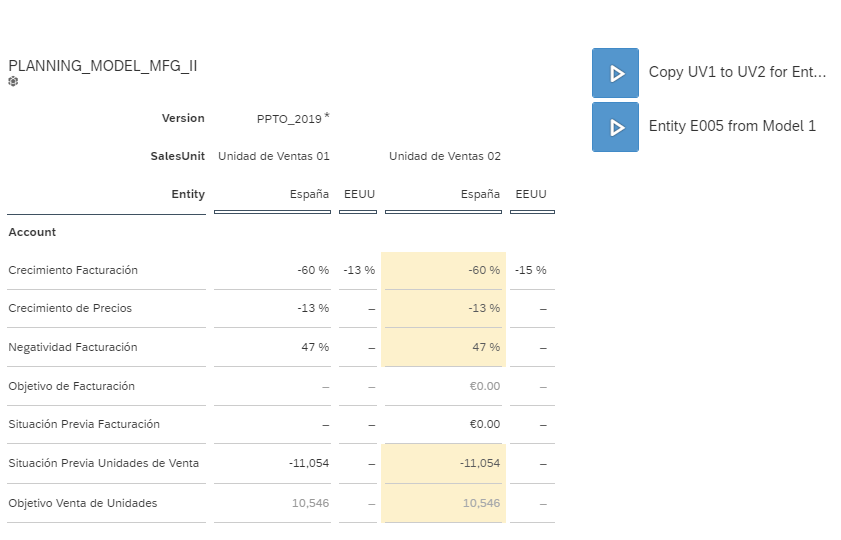 PLANNING_MODEL_MFG_II
Copy UV1 to UV2 for Ent...
Entity E005 from Model 1
Version PPTO_2019*
SalesUnit Unidad de Ventas 01 Unidad de Ventas 02
Entity España EEUU España EEUU
Account
Crecimiento Facturación -60 % -13 % -60 % -15 %
Crecimiento de Precios -13 % – -13 % –
Negatividad Facturación 47 % – 47 % –
Objetivo de Facturación – – €0.00 –
Situación Previa Facturación – – €0.00 –
Situación Previa Unidades de Venta -11,054 – -11,054 –
Objetivo Venta de Unidades 10,546 – 10,546 –